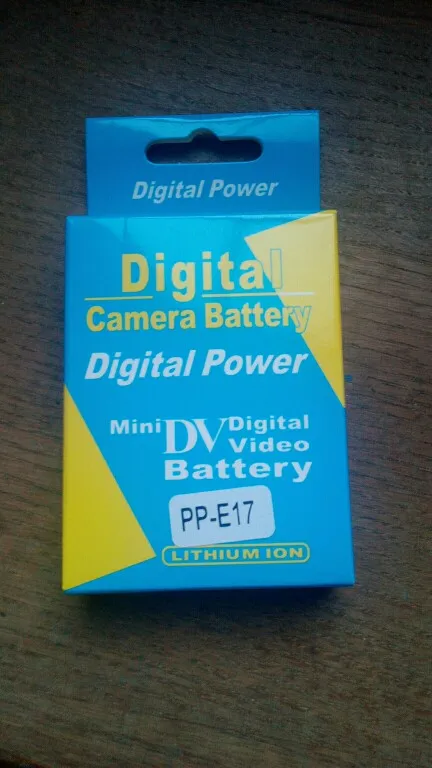 Digital Power
Digital
Camera Battery
Digital Power
Mini DV Digital Video
Battery
PP-E17
LITHIUM ION